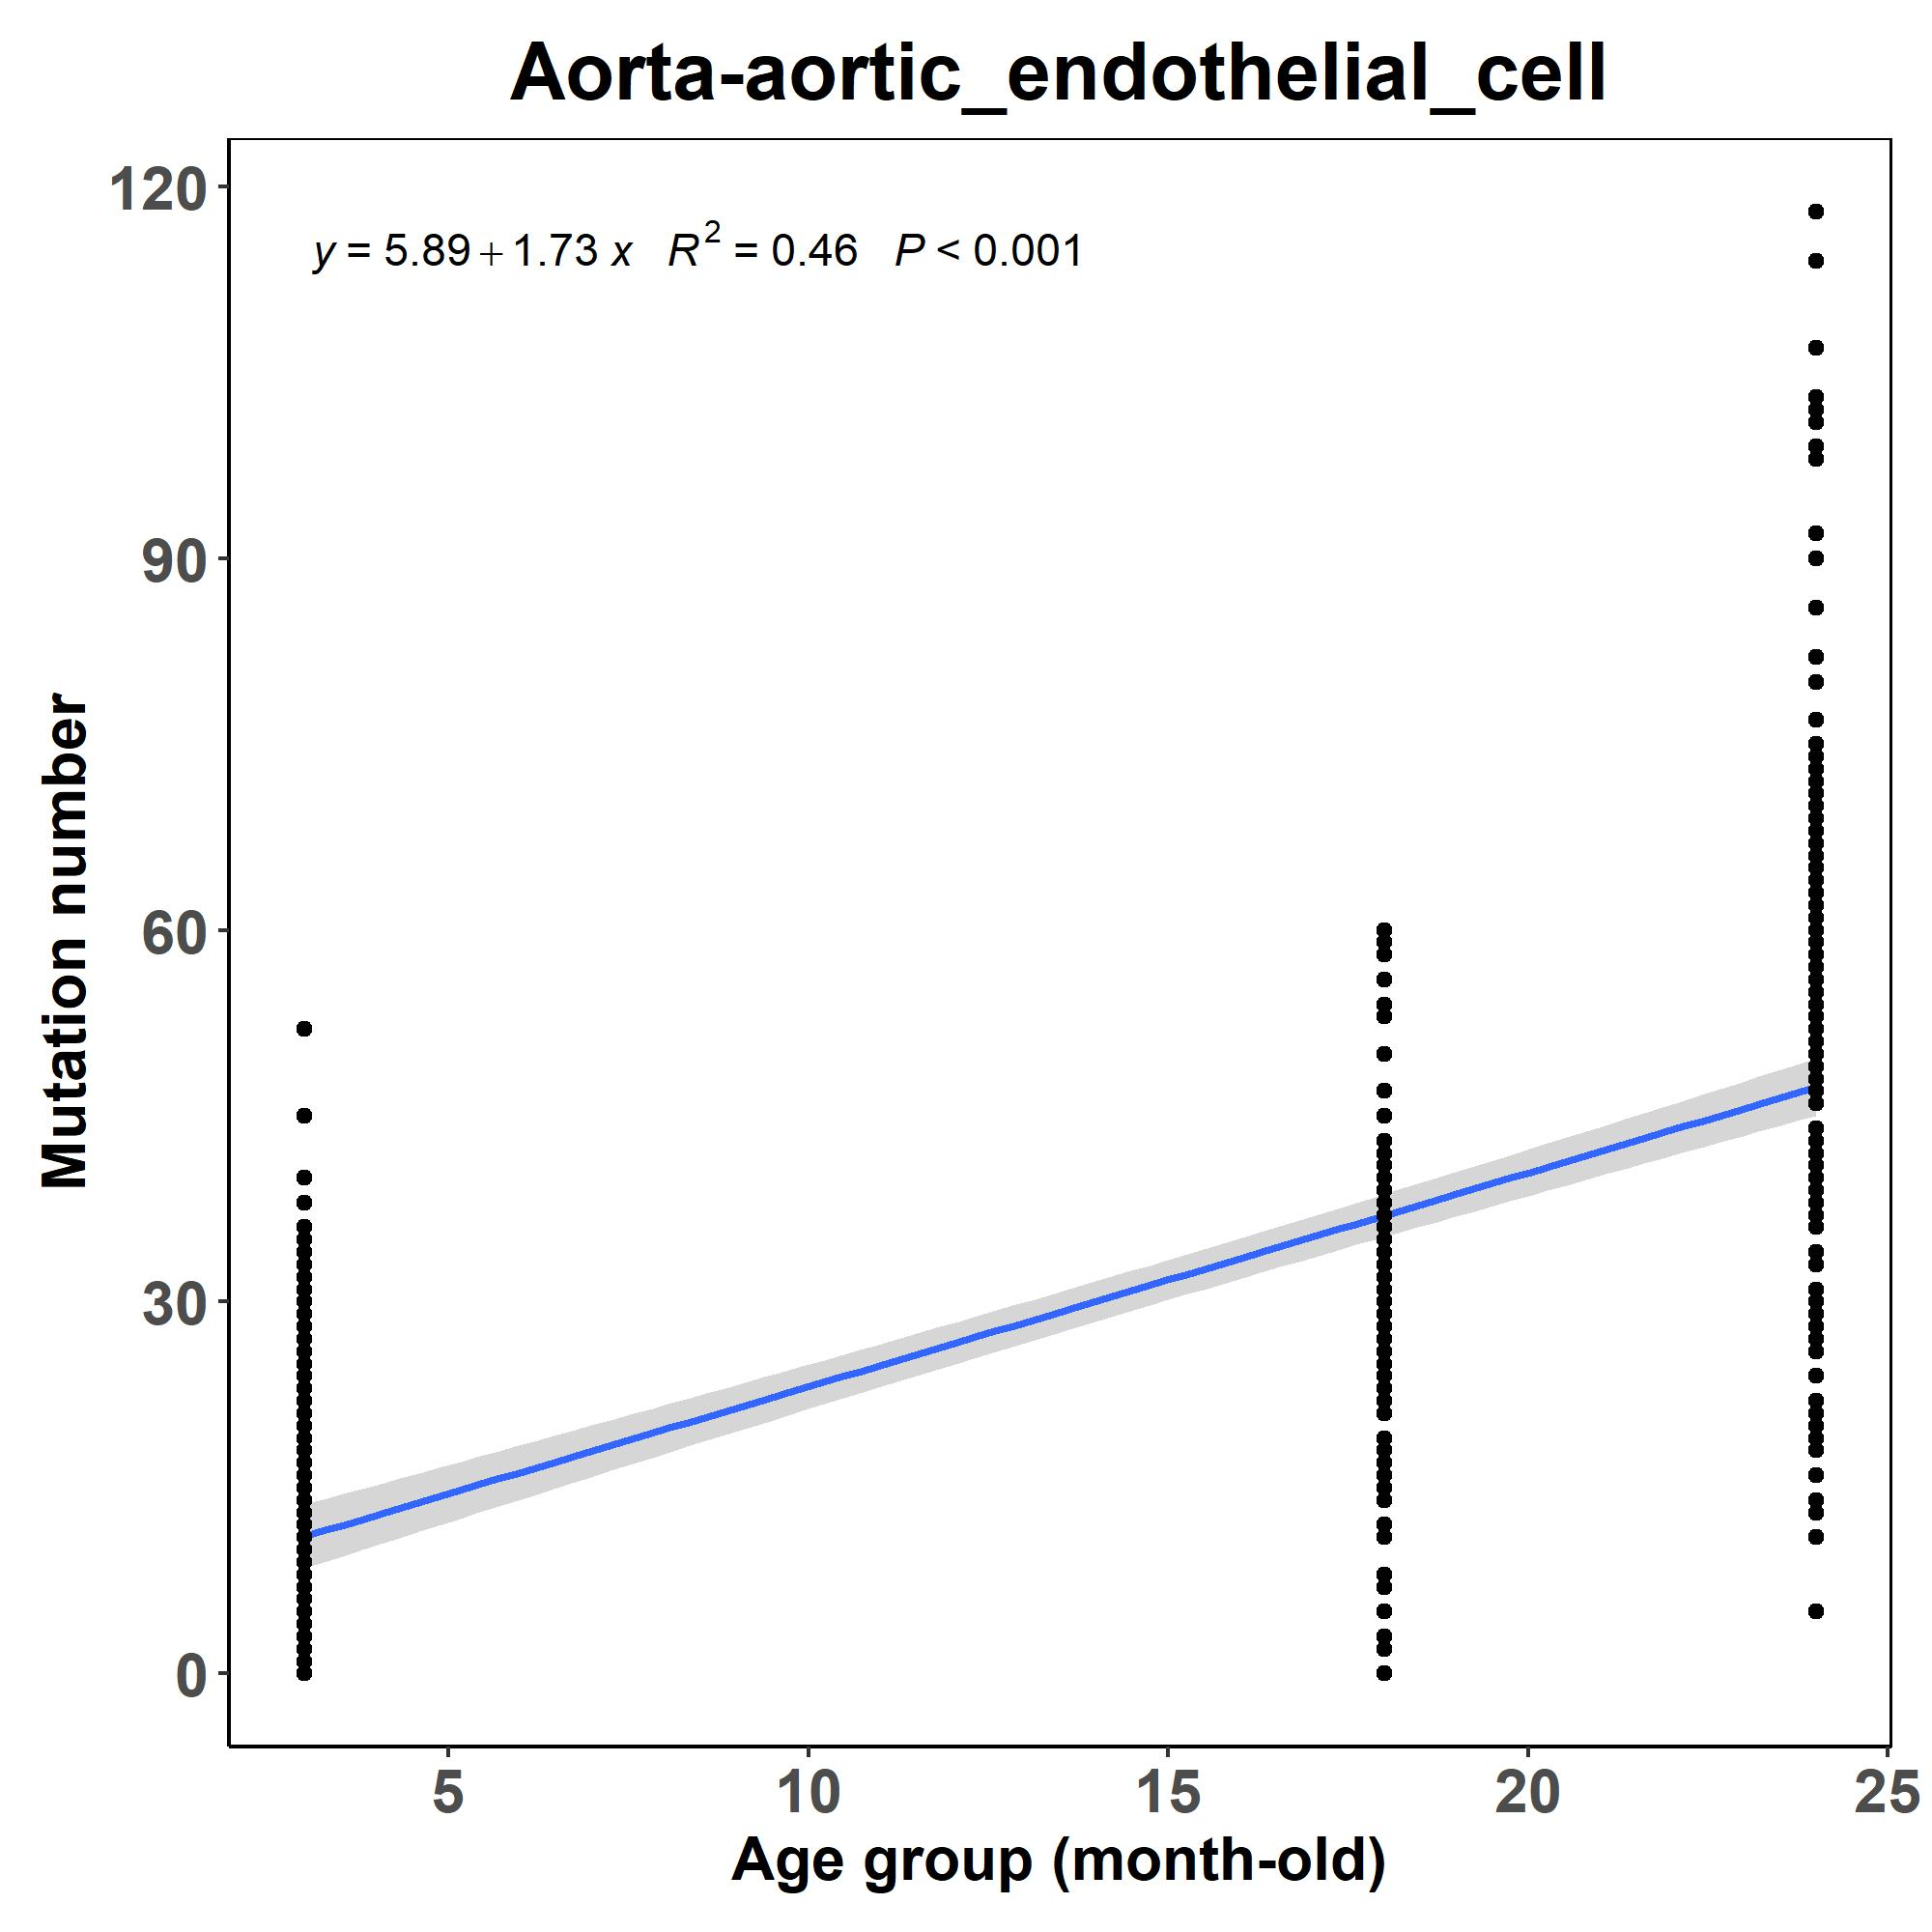 Aorta-aortic_endothelial_cell
y = 5.89 + 1.73 x R² = 0.46 P < 0.001
120
90
60
30
0
Mutation number
5 10 15 20 25
Age group (month-old)